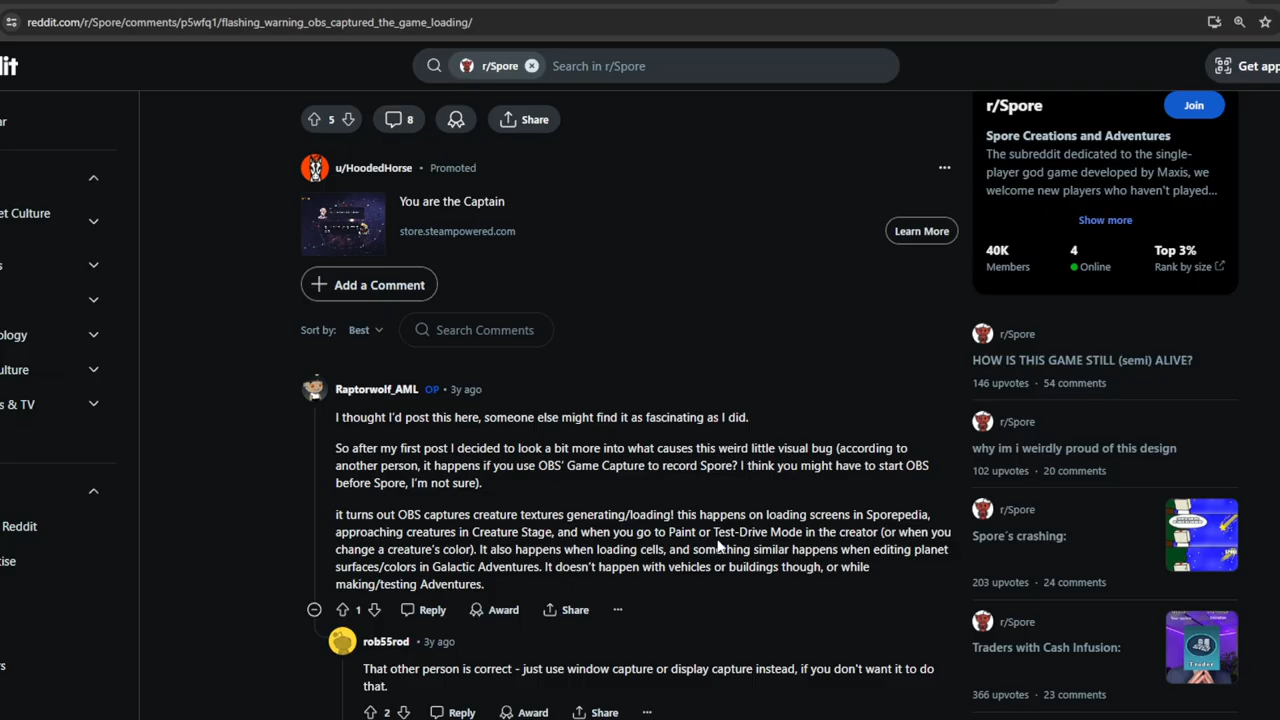 reddit.com/r/Spore/comments/p5wfq1/flashing_warning_obs_captured_the_game_loading/
it
r/Spore
Search in r/Spore
Get app
ar
et Culture
s
ology
ulture
s & TV
Reddit
ise
s
5
8
Share
u/HoodedHorse • Promoted
You are the Captain
store.steampowered.com
Learn More
Add a Comment
Sort by: Best
Search Comments
Raptorwolf_AML OP • 3y ago
I thought I'd post this here, someone else might find it as fascinating as I did.
So after my first post I decided to look a bit more into what causes this weird little visual bug (according to
another person, it happens if you use OBS' Game Capture to record Spore? I think you might have to start OBS
before Spore, I'm not sure).
it turns out OBS captures creature textures generating/loading! this happens on loading screens in Sporepedia,
approaching creatures in Creature Stage, and when you go to Paint or Test-Drive Mode in the creator (or when you
change a creature's color). It also happens when loading cells, and something similar happens when editing planet
surfaces/colors in Galactic Adventures. It doesn't happen with vehicles or buildings though, or while
making/testing Adventures.
1
Reply
Award
Share
rob55rod • 3y ago
That other person is correct - just use window capture or display capture instead, if you don't want it to do
that.
2
Reply
Award
Share
r/Spore
Join
Spore Creations and Adventures
The subreddit dedicated to the single-
player god game developed by Maxis, we
welcome new players who haven't played...
Show more
40K 4 Top 3%
Members Online Rank by size
r/Spore
HOW IS THIS GAME STILL (semi) ALIVE?
146 upvotes • 54 comments
r/Spore
why im i weirdly proud of this design
102 upvotes • 20 comments
r/Spore
Spore´s crashing:
203 upvotes • 24 comments
r/Spore
Traders with Cash Infusion:
Trader
366 upvotes • 23 comments